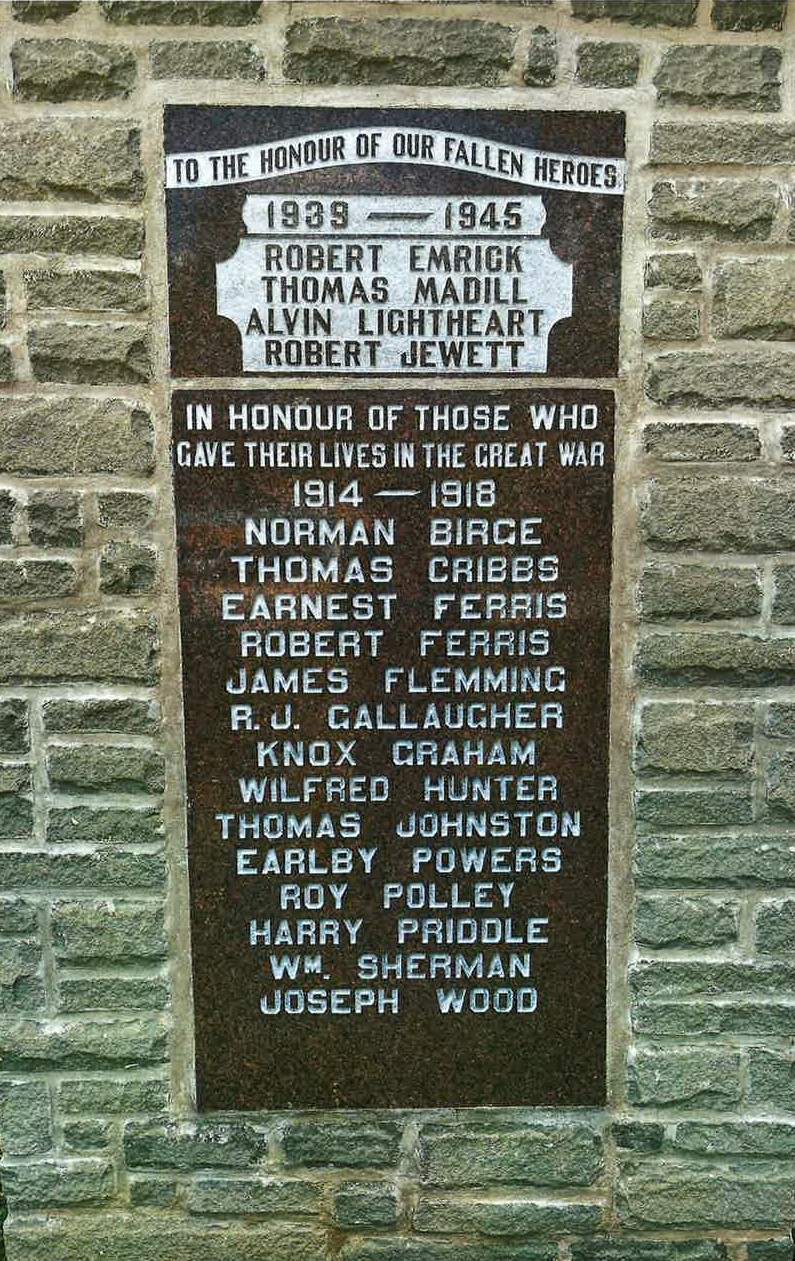 TO THE HONOUR OF OUR FALLEN HEROES
1939 — 1945
ROBERT EMRICK
THOMAS MADILL
ALVIN LIGHTHEART
ROBERT JEWETT
IN HONOUR OF THOSE WHO
GAVE THEIR LIVES IN THE GREAT WAR
1914 — 1918
NORMAN BIRGE
THOMAS CRIBBS
EARNEST FERRIS
ROBERT FERRIS
JAMES FLEMMING
R. J. GALLAUGHER
KNOX GRAHAM
WILFRED HUNTER
THOMAS JOHNSTON
EARLBY POWERS
ROY POLLEY
HARRY PRIDDLE
WM. SHERMAN
JOSEPH WOOD